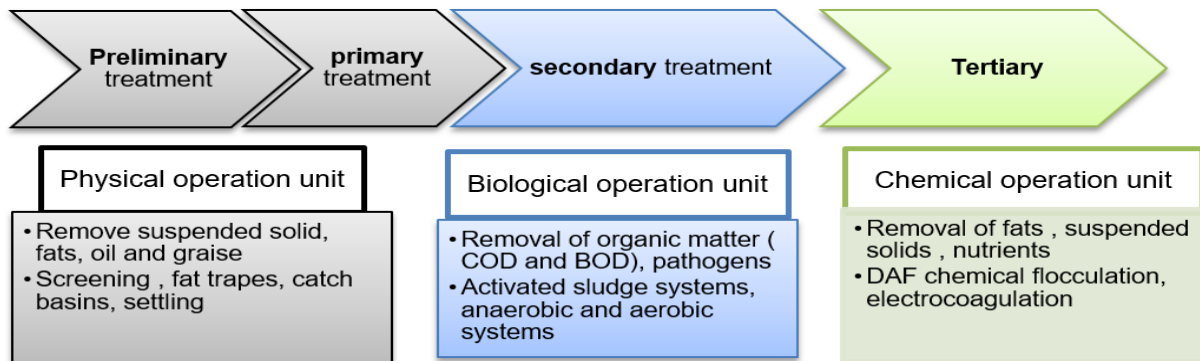 Preliminary
treatment
primary
treatment
secondary treatment
Tertiary
Physical operation unit
• Remove suspended solid,
fats, oil and graise
• Screening , fat trapes, catch
basins, settling
Biological operation unit
• Removal of organic matter (
COD and BOD), pathogens
• Activated sludge systems,
anaerobic and aerobic
systems
Chemical operation unit
• Removal of fats , suspended
solids , nutrients
• DAF chemical flocculation,
electrocoagulation